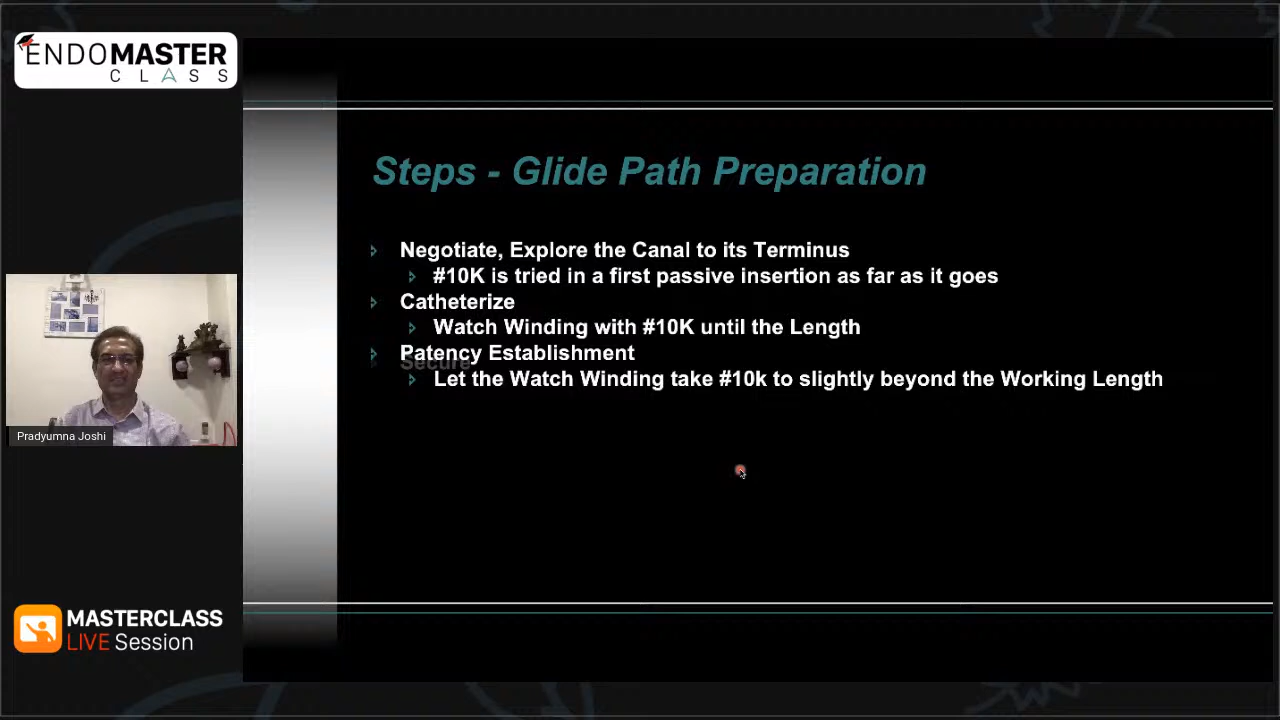 ENDOMASTER
CLASS
Steps - Glide Path Preparation
Negotiate, Explore the Canal to its Terminus
#10K is tried in a first passive insertion as far as it goes
Catheterize
Watch Winding with #10K until the Length
Patency Establishment
Secure
Let the Watch Winding take #10k to slightly beyond the Working Length
Pradyumna Joshi
MASTERCLASS
LIVE Session